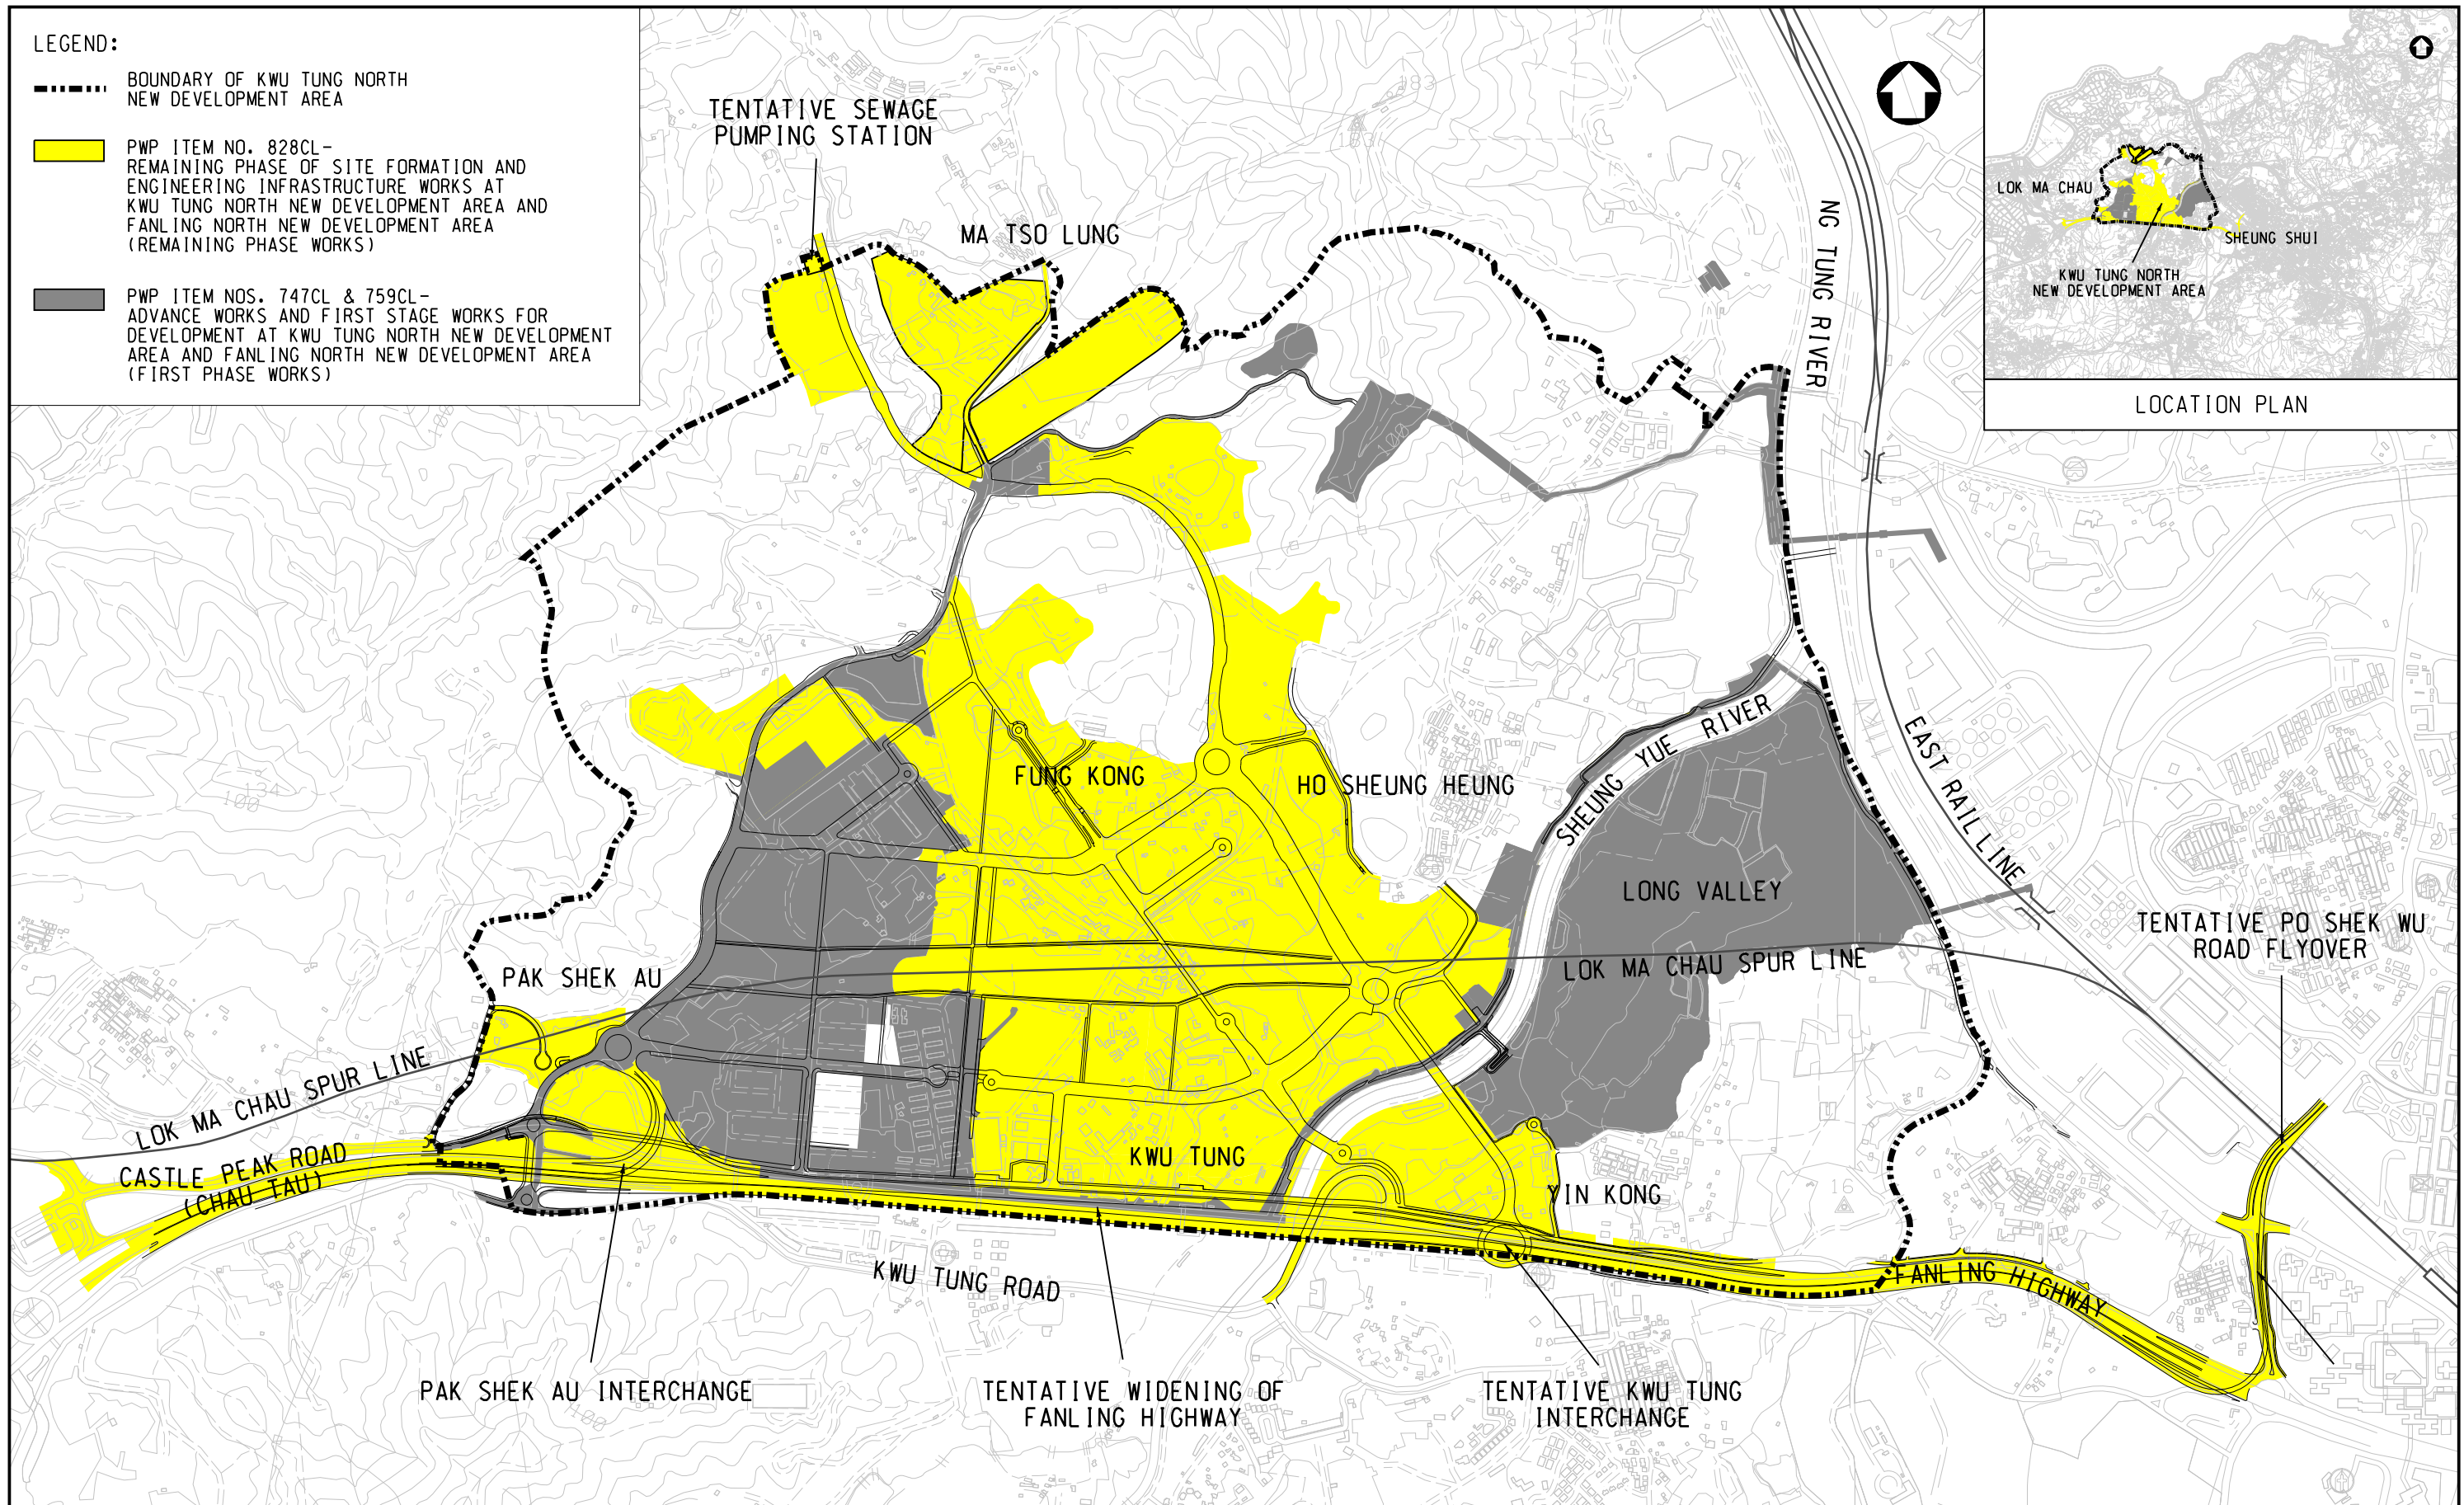 LEGEND:
BOUNDARY OF KWU TUNG NORTH
NEW DEVELOPMENT AREA
PWP ITEM NO. 828CL-
REMAINING PHASE OF SITE FORMATION AND
ENGINEERING INFRASTRUCTURE WORKS AT
KWU TUNG NORTH NEW DEVELOPMENT AREA AND
FANLING NORTH NEW DEVELOPMENT AREA
(REMAINING PHASE WORKS)
PWP ITEM NOS. 747CL & 759CL-
ADVANCE WORKS AND FIRST STAGE WORKS FOR
DEVELOPMENT AT KWU TUNG NORTH NEW DEVELOPMENT
AREA AND FANLING NORTH NEW DEVELOPMENT AREA
(FIRST PHASE WORKS)
TENTATIVE SEWAGE
PUMPING STATION
MA TSO LUNG
183
NG TUNG RIVER
LOK MA CHAU
SHEUNG SHUI
KWU TUNG NORTH
NEW DEVELOPMENT AREA
LOCATION PLAN
100
134
100
FUNG KONG
HO SHEUNG HEUNG
SHEUNG YUE RIVER
EAST RAIL LINE
LONG VALLEY
TENTATIVE PO SHEK WU
ROAD FLYOVER
PAK SHEK AU
LOK MA CHAU SPUR LINE
LOK MA CHAU SPUR LINE
CASTLE PEAK ROAD
(CHAU TAU)
KWU TUNG
YIN KONG
16
KWU TUNG ROAD
FANLING HIGHWAY
PAK SHEK AU INTERCHANGE
TENTATIVE WIDENING OF
FANLING HIGHWAY
TENTATIVE KWU TUNG
INTERCHANGE
100